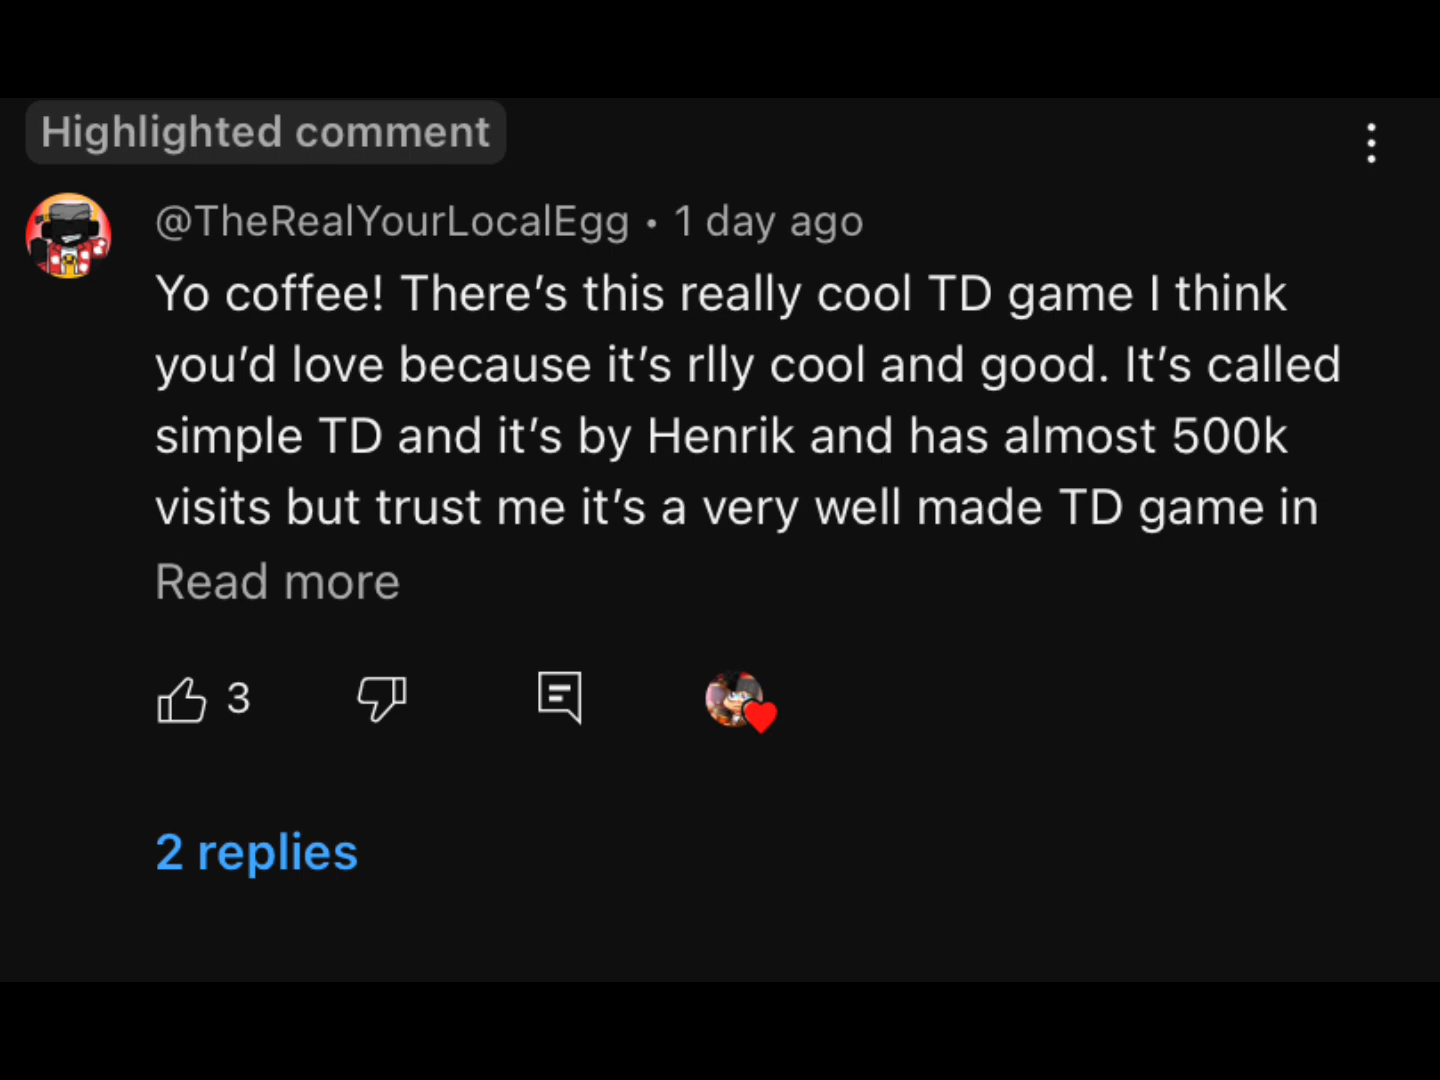 Highlighted comment
@TheRealYourLocalEgg • 1 day ago
Yo coffee! There’s this really cool TD game I think
you’d love because it’s rlly cool and good. It’s called
simple TD and it’s by Henrik and has almost 500k
visits but trust me it’s a very well made TD game in
Read more
3
2 replies